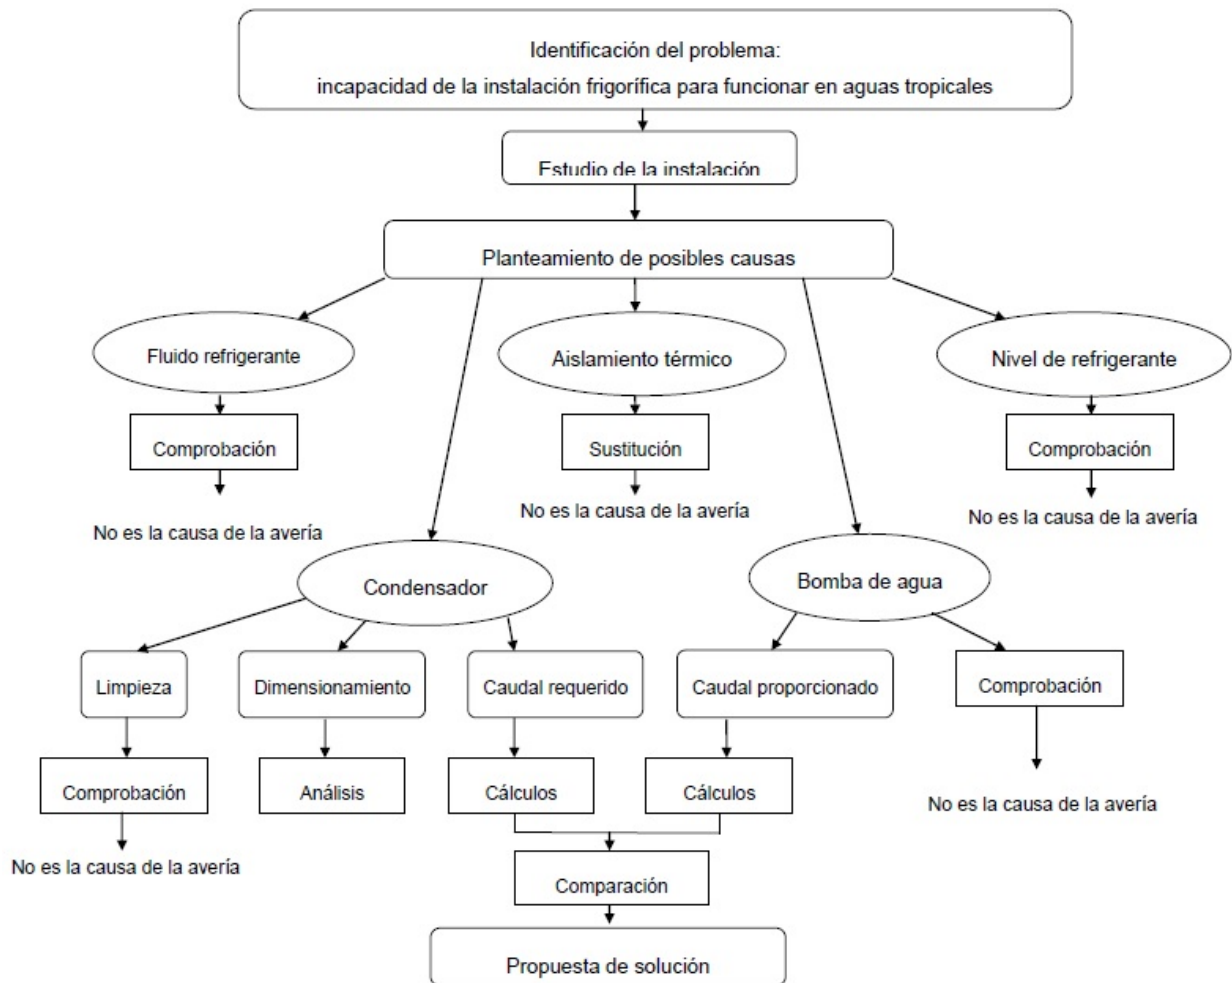 Identificación del problema:
incapacidad de la instalación frigorífica para funcionar en aguas tropicales
Estudio de la instalación
Planteamiento de posibles causas
Fluido refrigerante
Aislamiento térmico
Nivel de refrigerante
Comprobación
Sustitución
Comprobación
No es la causa de la avería
No es la causa de la avería
No es la causa de la avería
Condensador
Bomba de agua
Limpieza
Dimensionamiento
Caudal requerido
Caudal proporcionado
Comprobación
Comprobación
Análisis
Cálculos
Cálculos
No es la causa de la avería
No es la causa de la avería
Comparación
Propuesta de solución